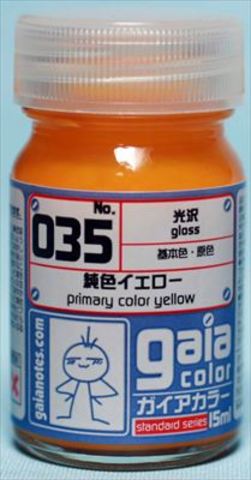 No.
035
光沢
gloss
基本色・原色
純色イエロー
primary color yellow
gaianotes.com
gaia
color
ガイアカラー
standard series
15ml